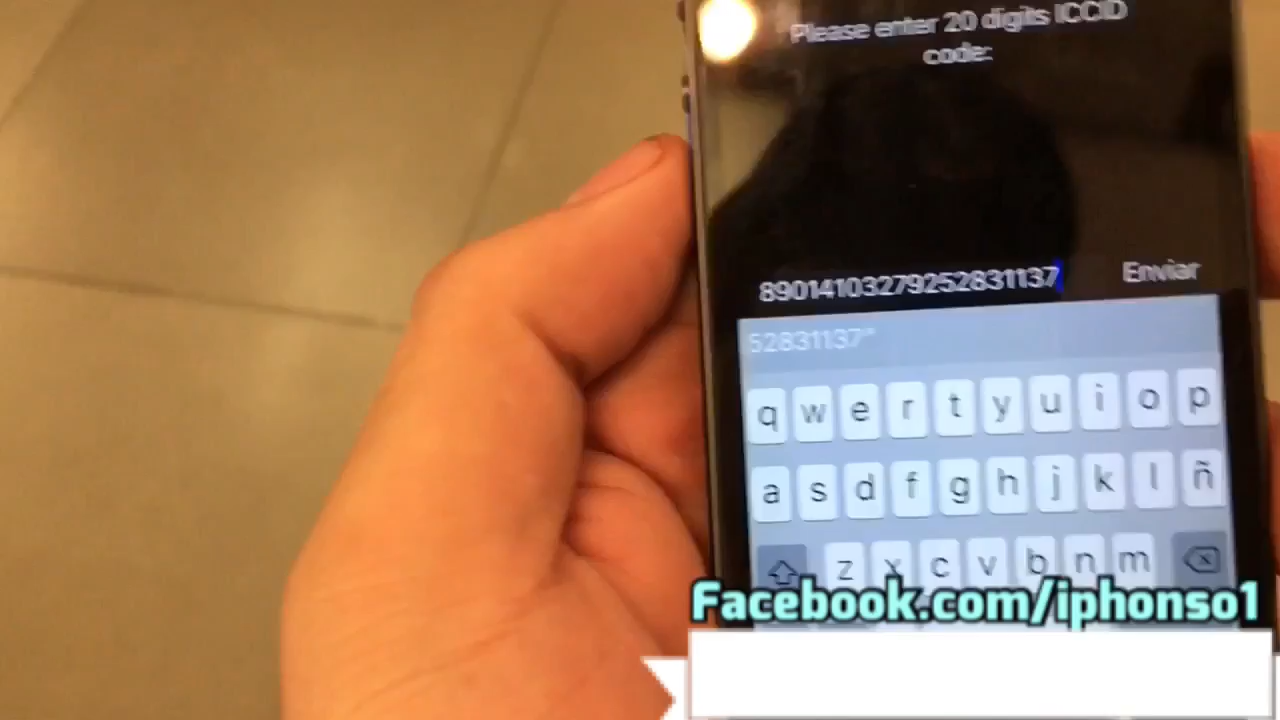 Please enter 20 digits ICCID
code:
89014103279252831137
Enviar
52831137"
q w e r t y u i o p
a s d f g h j k l ñ
z x c v b n m
Facebook.com/iphonso1